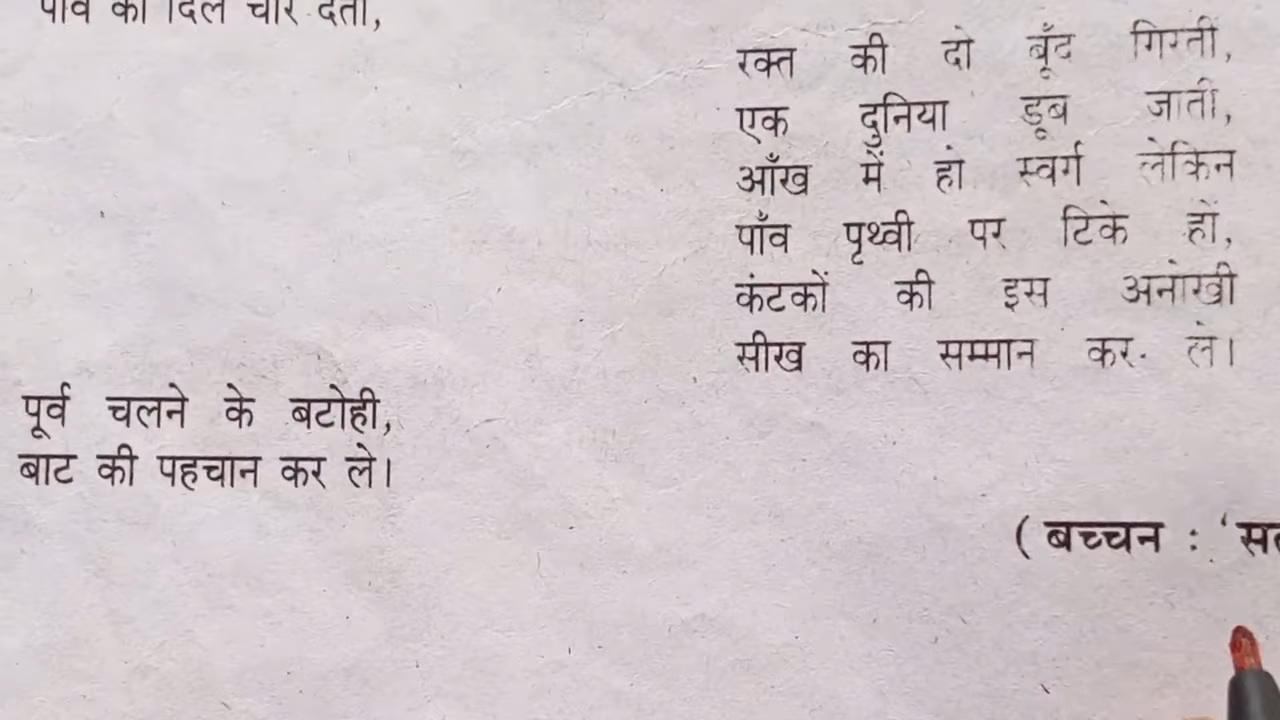 पाँव का दिल चीर देता,
रक्त की दो बूँद गिरतीं,
एक दुनिया डूब जाती,
आँख में हो स्वर्ग लेकिन
पाँव पृथ्वी पर टिके हों,
कंटकों की इस अनोखी
सीख का सम्मान कर ले।
पूर्व चलने के बटोही,
बाट की पहचान कर ले।
( बच्चन : '